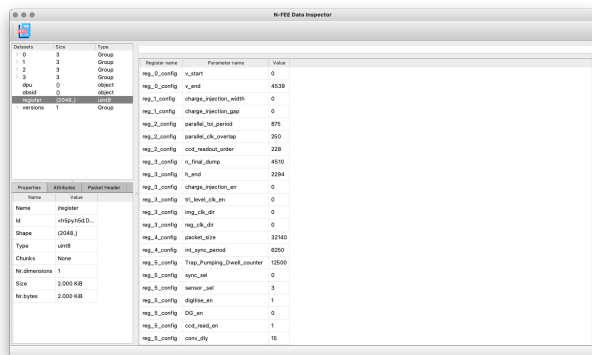 N-FEE Data Inspector
Datasets Size Type
0 3 Group
1 3 Group
2 3 Group
3 3 Group
dpu () object
obsid () object
register (2048,) uint8
versions 1 Group
Properties Attributes Packet Header
Name Value
Name /register
Id <h5py.h5d.D...
Shape (2048,)
Type uint8
Chunks None
Nr.dimensions 1
Size 2.000 KiB
Nr.bytes 2.000 KiB
Register name Parameter name Value
reg_0_config v_start 0
reg_0_config v_end 4539
reg_1_config charge_injection_width 0
reg_1_config charge_injection_gap 0
reg_2_config parallel_toi_period 875
reg_2_config parallel_clk_overlap 250
reg_2_config ccd_readout_order 228
reg_3_config n_final_dump 4510
reg_3_config h_end 2294
reg_3_config charge_injection_en 0
reg_3_config tri_level_clk_en 0
reg_3_config img_clk_dir 0
reg_3_config reg_clk_dir 0
reg_4_config packet_size 32140
reg_4_config int_sync_period 6250
reg_5_config Trap_Pumping_Dwell_counter 12500
reg_5_config sync_sel 0
reg_5_config sensor_sel 3
reg_5_config digitise_en 1
reg_5_config DG_en 0
reg_5_config ccd_read_en 1
reg_5_config conv_dly 15